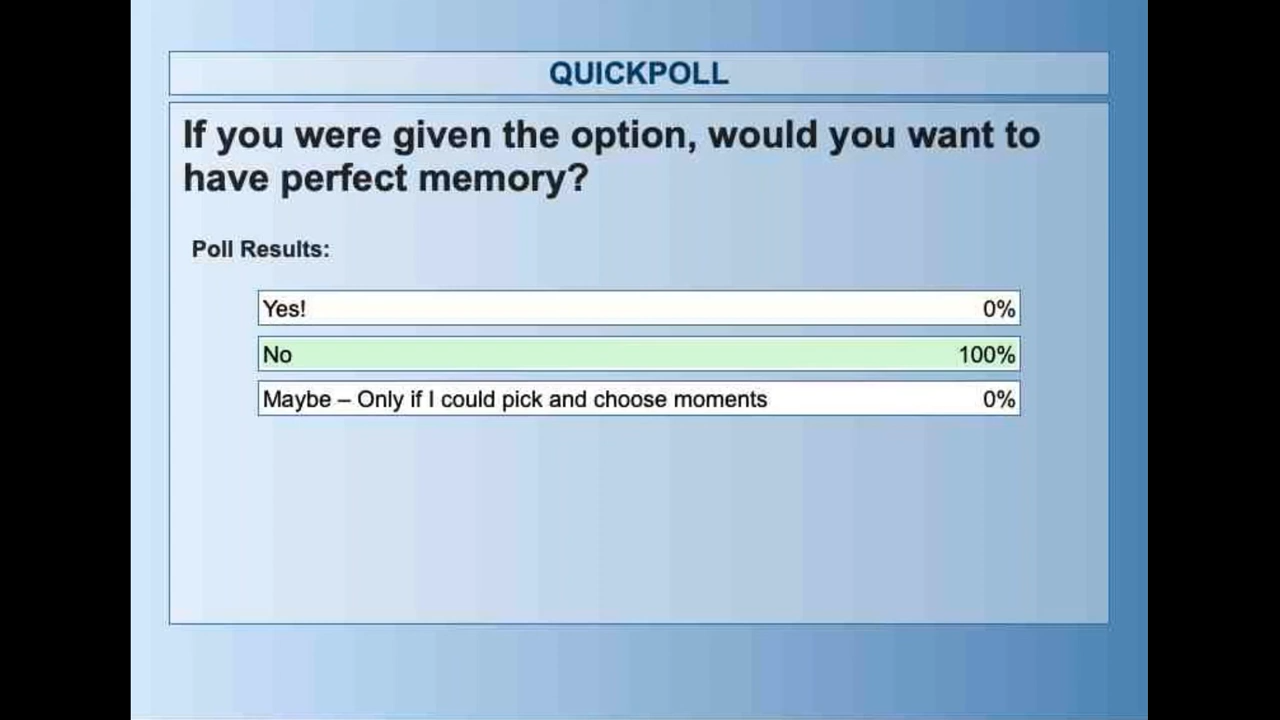 QUICKPOLL
If you were given the option, would you want to
have perfect memory?
Poll Results:
Yes! 0%
No 100%
Maybe – Only if I could pick and choose moments 0%